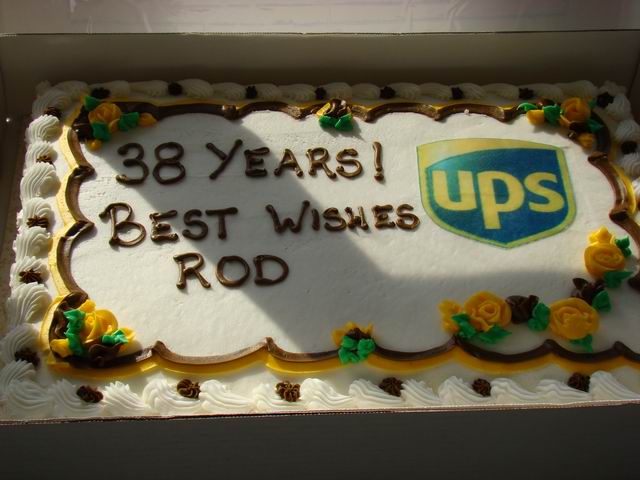 38 YEARS!
BEST WISHES
ROD
ups